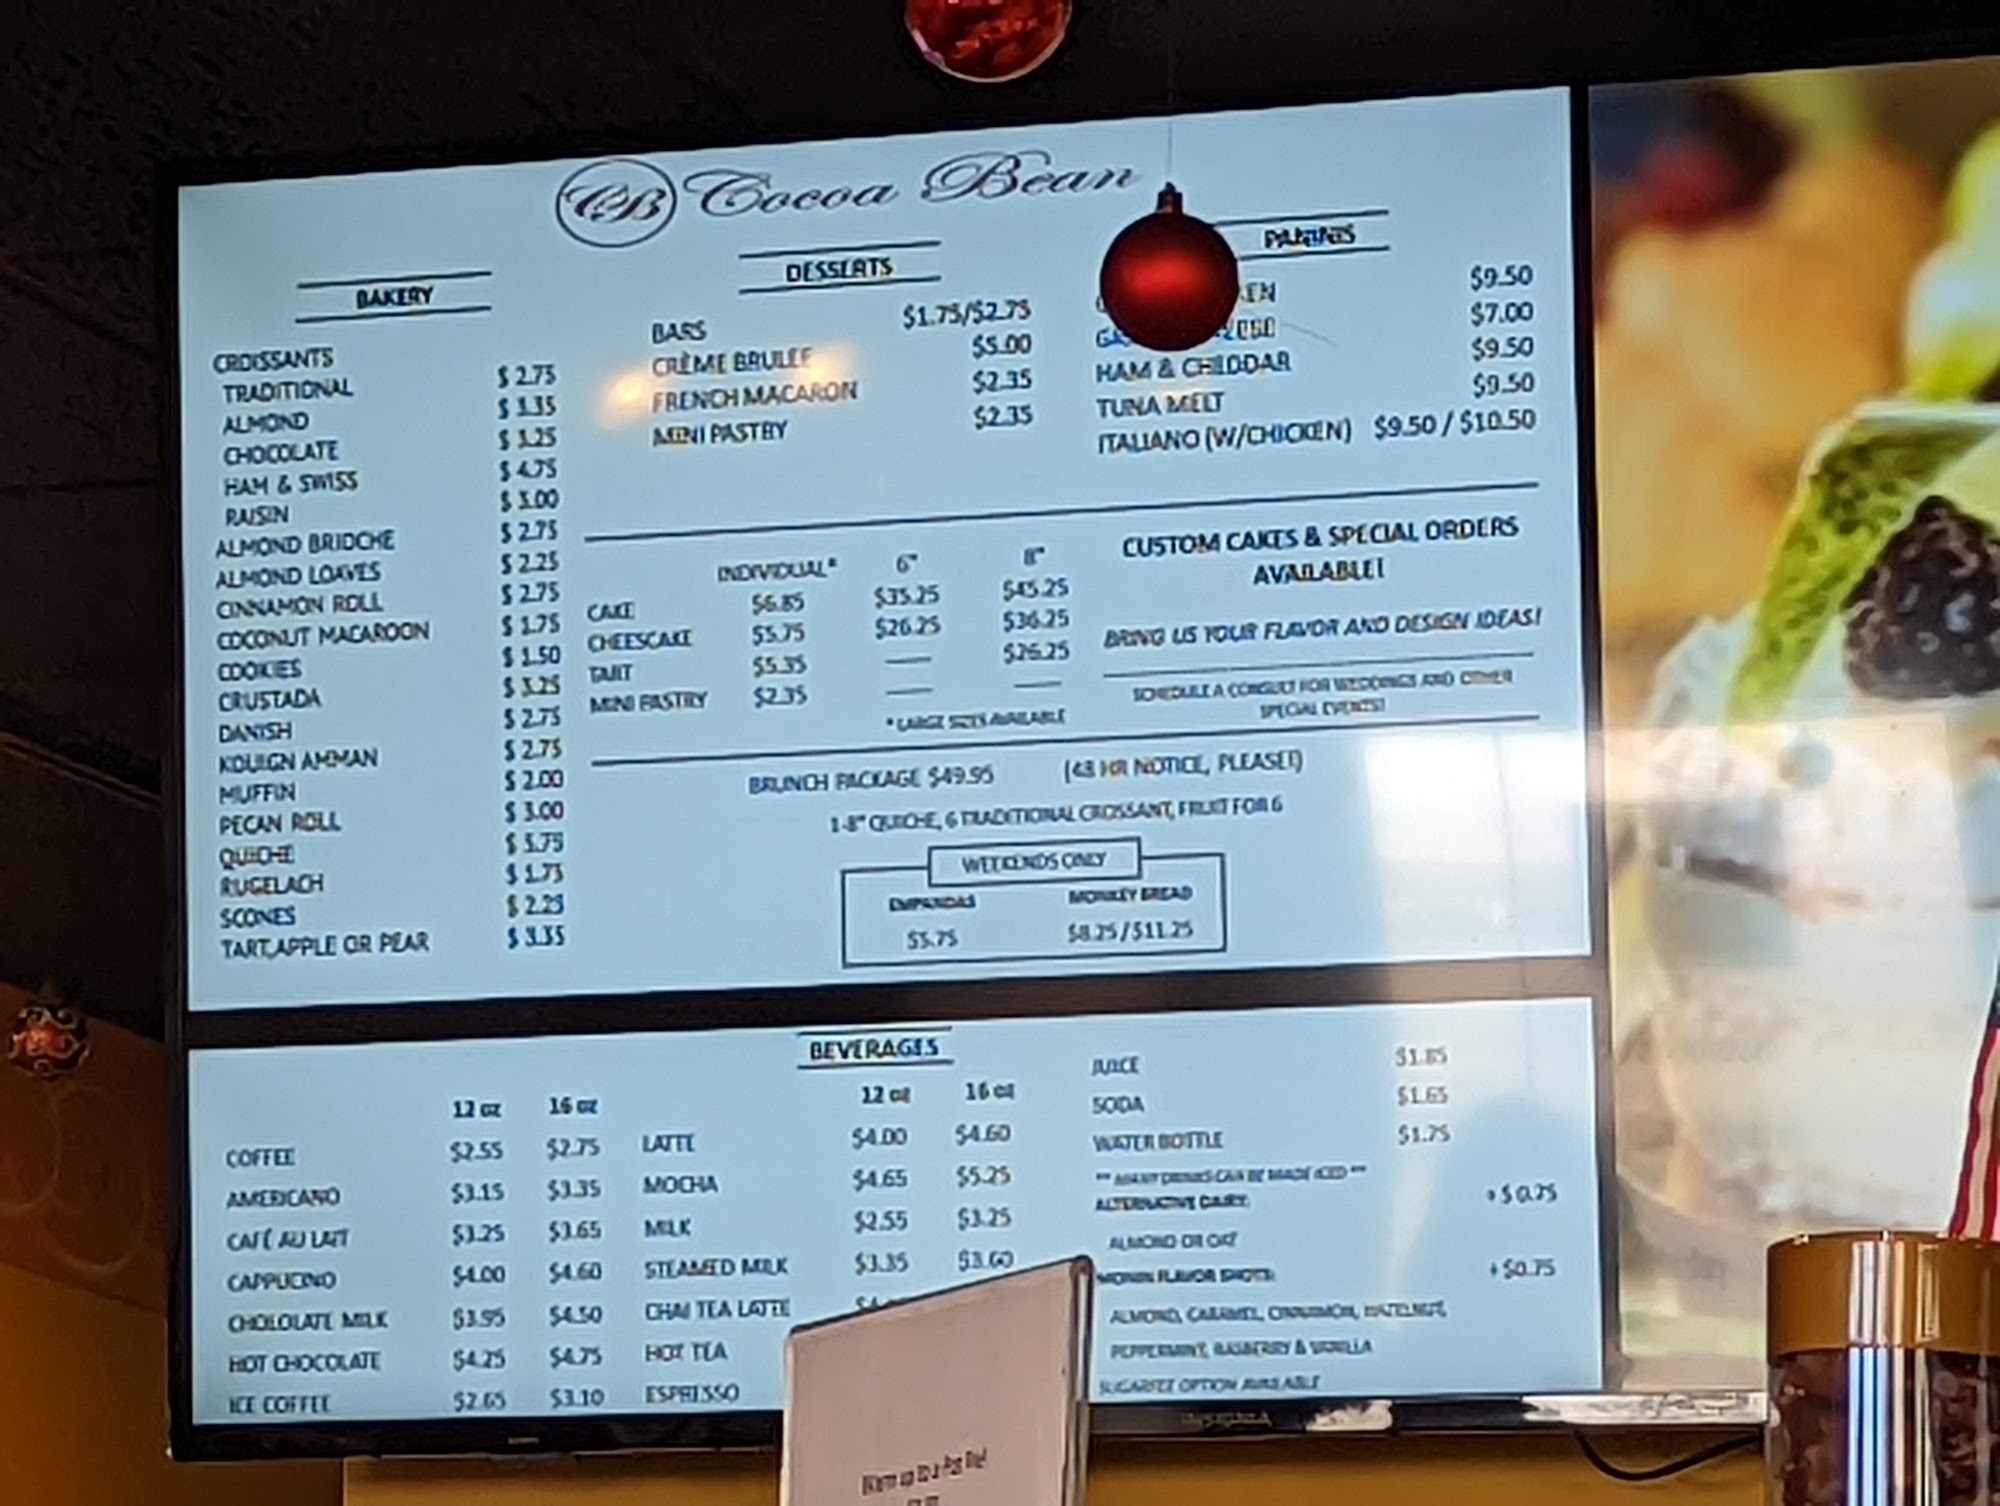 CB Cocoa Bean
BAKERY
CROISSANTS
TRADITIONAL $ 2.75
ALMOND $ 3.35
CHOCOLATE $ 3.25
HAM & SWISS $ 4.75
RAISIN $ 3.00
ALMOND BRIOCHE $ 2.75
ALMOND LOAVES $ 2.25
CINNAMON ROLL $ 2.75
COCONUT MACAROON $ 1.75
COOKIES $ 1.50
CRUSTADA $ 3.25
DANISH $ 2.75
KOUIGN AMMAN $ 2.75
MUFFIN $ 2.00
PECAN ROLL $ 3.00
QUICHE $ 5.75
RUGELACH $ 1.75
SCONES $ 2.25
TART,APPLE OR PEAR $ 3.35
DESSERTS
BARS $1.75/$2.75
CRÈME BRULEE $5.00
FRENCH MACARON $2.35
MINI PASTRY $2.35
PANINIS
$9.50
$7.00
HAM & CHEDDAR $9.50
TUNA MELT $9.50
ITALIANO (W/CHICKEN) $9.50 / $10.50
INDIVIDUAL* 6" 8"
CAKE $6.85 $35.25 $45.25
CHEESCAKE $5.75 $26.25 $36.25
TART $5.35 — $26.25
MINI PASTRY $2.35 — —
* LARGE SIZES AVAILABLE
CUSTOM CAKES & SPECIAL ORDERS
AVAILABLE!
BRING US YOUR FLAVOR AND DESIGN IDEAS!
SCHEDULE A CONSULT FOR WEDDINGS AND OTHER
SPECIAL EVENTS!
BRUNCH PACKAGE $49.95 (48 HR NOTICE, PLEASE!)
1-8" QUICHE, 6 TRADITIONAL CROSSANT, FRUIT FOR 6
WEEKENDS ONLY
EMPANDAS MONKEY BREAD
$5.75 $8.25/$11.25
BEVERAGES
12 oz 16 oz
COFFEE $2.55 $2.75
AMERICANO $3.15 $3.35
CAFÉ AU LAIT $3.25 $3.65
CAPPUCINO $4.00 $4.60
CHOLOLATE MILK $3.95 $4.50
HOT CHOCOLATE $4.25 $4.75
ICE COFFEE $2.65 $3.10
12 oz 16 oz
LATTE $4.00 $4.60
MOCHA $4.65 $5.25
MILK $2.55 $3.25
STEAMED MILK $3.35 $3.60
CHAI TEA LATTE
HOT TEA
ESPRESSO
JUICE $1.85
SODA $1.65
WATER BOTTLE $1.75
** MANY DRINKS CAN BE MADE ICED **
ALTERNATIVE DAIRY: + $ 0.75
ALMOND OR OAT
MONIN FLAVOR SHOTS: + $0.75
ALMOND, CARAMEL, CINNAMON, HAZELNUT,
PEPPERMINT, RASBERRY & VANILLA
OPTION AVAILABLE
INSIGNIA